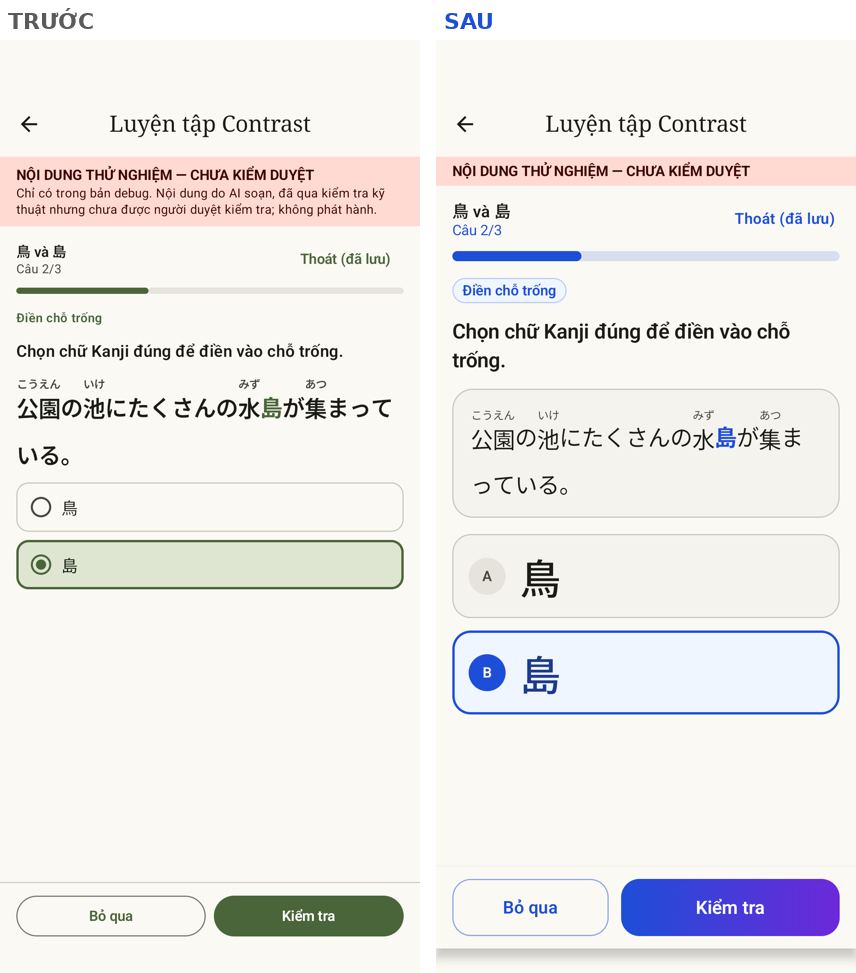 TRƯỚC
Luyện tập Contrast
NỘI DUNG THỬ NGHIỆM — CHƯA KIỂM DUYỆT
Chỉ có trong bản debug. Nội dung do AI soạn, đã qua kiểm tra kỹ
thuật nhưng chưa được người duyệt kiểm tra; không phát hành.
鳥 và 島
Câu 2/3
Thoát (đã lưu)
Điền chỗ trống
Chọn chữ Kanji đúng để điền vào chỗ trống.
こうえん いけ みず あつ
公園の池にたくさんの水島が集まって
いる。
鳥
島
Bỏ qua
Kiểm tra
SAU
Luyện tập Contrast
NỘI DUNG THỬ NGHIỆM — CHƯA KIỂM DUYỆT
鳥 và 島
Câu 2/3
Thoát (đã lưu)
Điền chỗ trống
Chọn chữ Kanji đúng để điền vào chỗ
trống.
こうえん いけ みず あつ
公園の池にたくさんの水島が集ま
っている。
A 鳥
B 島
Bỏ qua
Kiểm tra